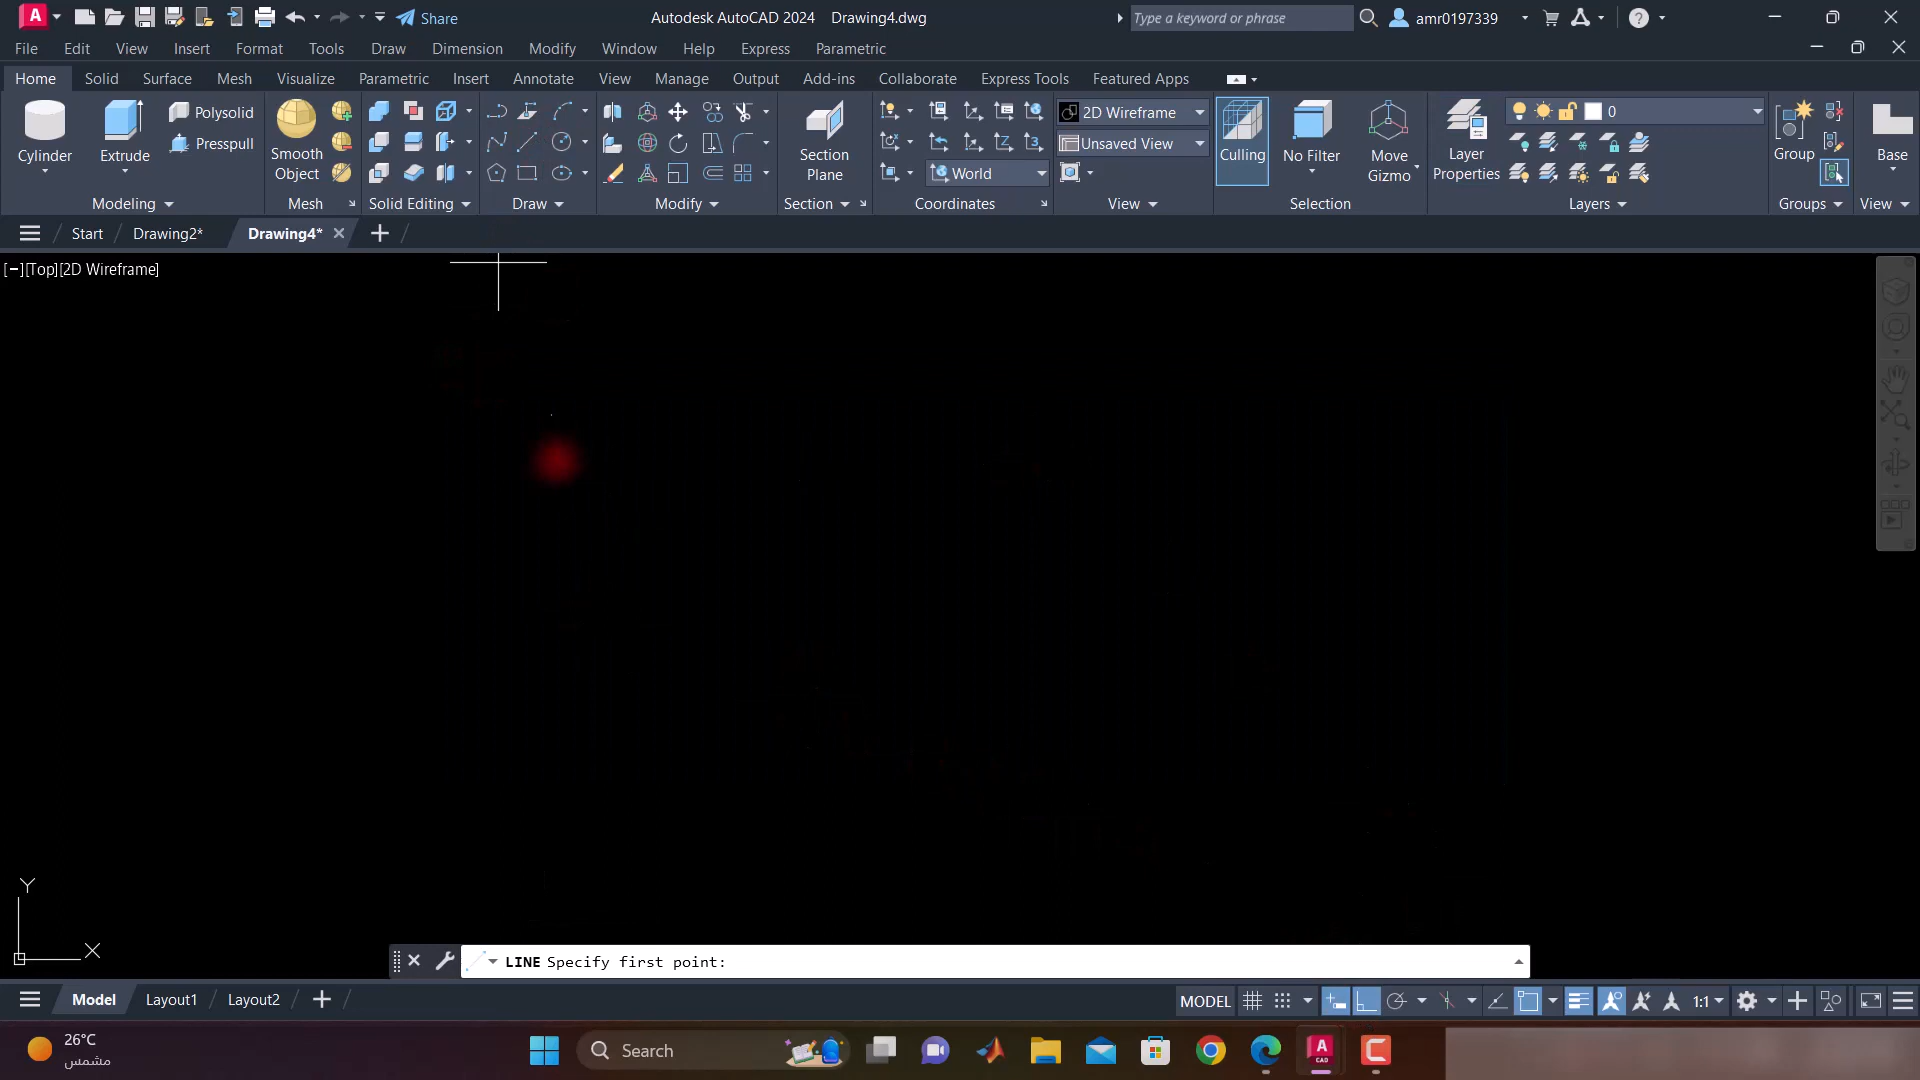 Share
Autodesk AutoCAD 2024 Drawing4.dwg
Type a keyword or phrase
amr0197339
File Edit View Insert Format Tools Draw Dimension Modify Window Help Express Parametric
Home Solid Surface Mesh Visualize Parametric Insert Annotate View Manage Output Add-ins Collaborate Express Tools Featured Apps
Cylinder
Extrude
Polysolid
Presspull
Smooth
Object
Section
Plane
World
2D Wireframe
Unsaved View
Culling
No Filter
Move
Gizmo
Layer
Properties
0
Group
Base
Modeling Mesh Solid Editing Draw Modify Section Coordinates View Selection Layers Groups View
Start Drawing2* Drawing4*
[−][Top][2D Wireframe]
Y
X
LINE Specify first point:
Model Layout1 Layout2
MODEL
1:1
26°C
مشمس
Search